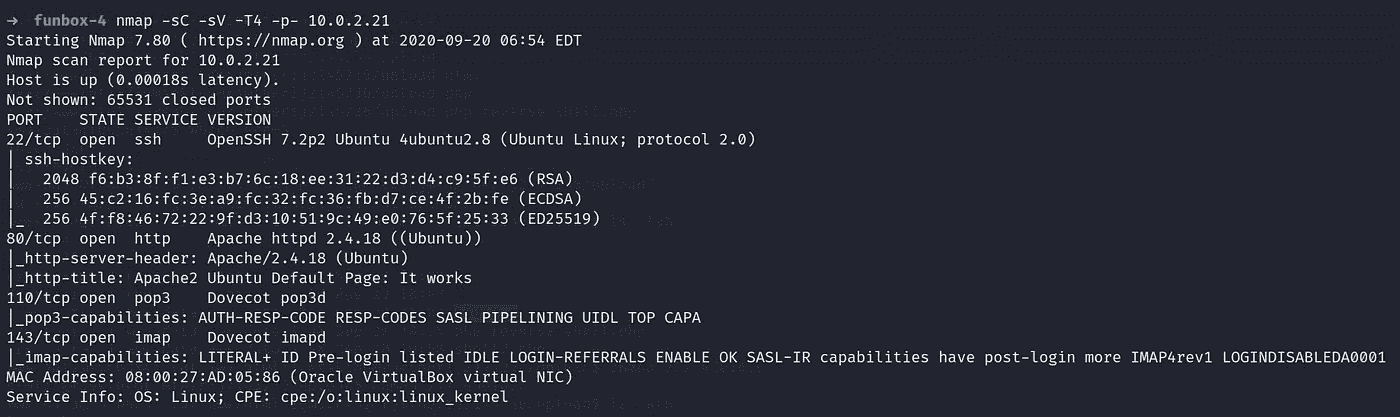 → funbox-4 nmap -sC -sV -T4 -p- 10.0.2.21
Starting Nmap 7.80 ( https://nmap.org ) at 2020-09-20 06:54 EDT
Nmap scan report for 10.0.2.21
Host is up (0.00018s latency).
Not shown: 65531 closed ports
PORT    STATE SERVICE VERSION
22/tcp  open  ssh     OpenSSH 7.2p2 Ubuntu 4ubuntu2.8 (Ubuntu Linux; protocol 2.0)
| ssh-hostkey:
|   2048 f6:b3:8f:f1:e3:b7:6c:18:ee:31:22:d3:d4:c9:5f:e6 (RSA)
|   256 45:c2:16:fc:3e:a9:fc:32:fc:36:fb:d7:ce:4f:2b:fe (ECDSA)
|_  256 4f:f8:46:72:22:9f:d3:10:51:9c:49:e0:76:5f:25:33 (ED25519)
80/tcp  open  http    Apache httpd 2.4.18 ((Ubuntu))
|_http-server-header: Apache/2.4.18 (Ubuntu)
|_http-title: Apache2 Ubuntu Default Page: It works
110/tcp open  pop3    Dovecot pop3d
|_pop3-capabilities: AUTH-RESP-CODE RESP-CODES SASL PIPELINING UIDL TOP CAPA
143/tcp open  imap    Dovecot imapd
|_imap-capabilities: LITERAL+ ID Pre-login listed IDLE LOGIN-REFERRALS ENABLE OK SASL-IR capabilities have post-login more IMAP4rev1 LOGINDISABLEDA0001
MAC Address: 08:00:27:AD:05:86 (Oracle VirtualBox virtual NIC)
Service Info: OS: Linux; CPE: cpe:/o:linux:linux_kernel